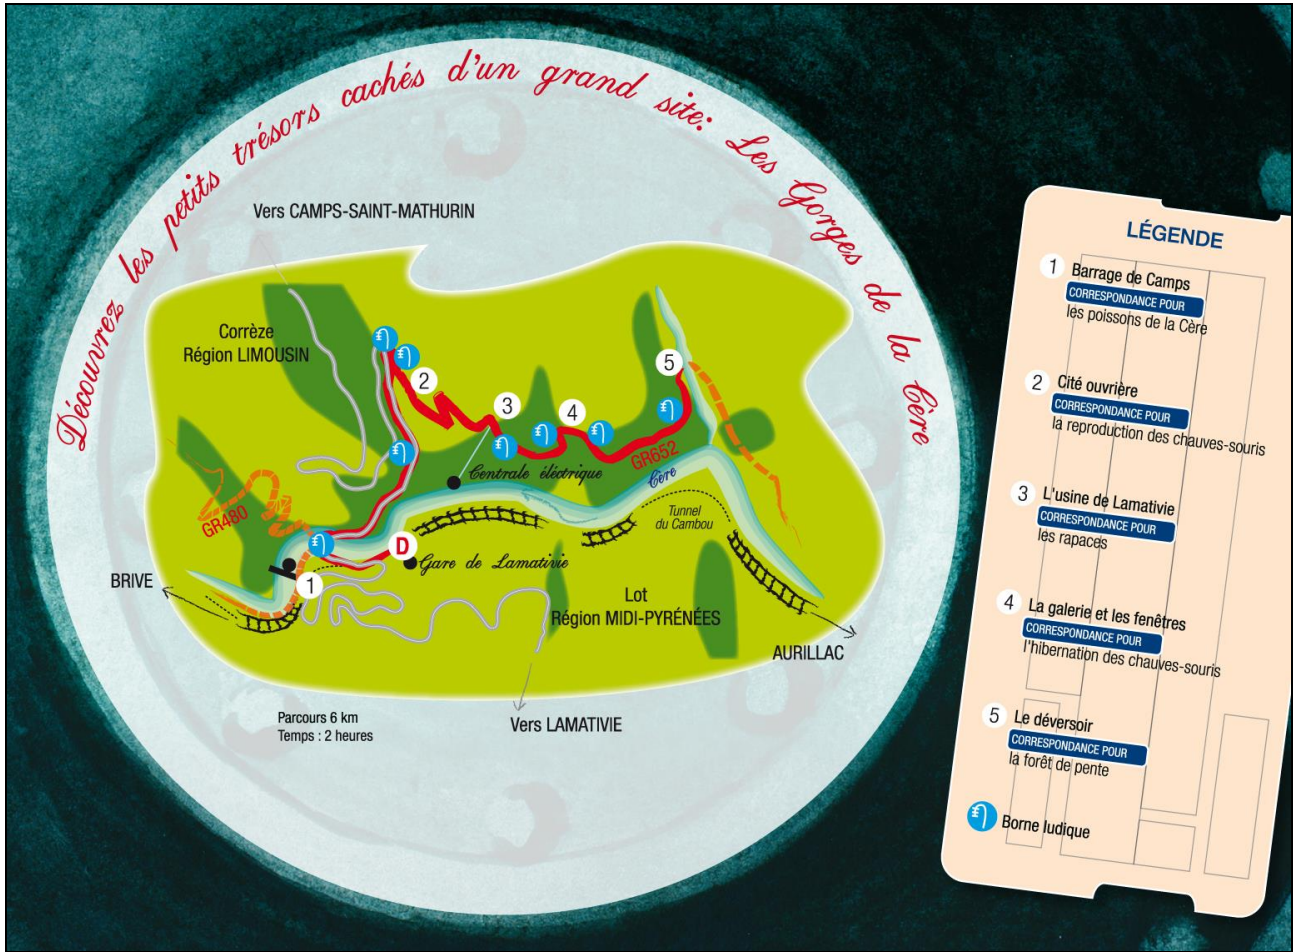 Découvrez les petits trésors cachés d'un grand site: Les Gorges de la Cère
Vers CAMPS-SAINT-MATHURIN
Corrèze
Région LIMOUSIN
2
3
4
5
GR652
Cère
Centrale électrique
GR480
Tunnel
du Cambou
D
Gare de Lamativie
1
BRIVE
Lot
Région MIDI-PYRÉNÉES
AURILLAC
Vers LAMATIVIE
Parcours 6 km
Temps : 2 heures
LÉGENDE
1 Barrage de Camps
CORRESPONDANCE POUR
les poissons de la Cère
2 Cité ouvrière
CORRESPONDANCE POUR
la reproduction des chauves-souris
3 L'usine de Lamativie
CORRESPONDANCE POUR
les rapaces
4 La galerie et les fenêtres
CORRESPONDANCE POUR
l'hibernation des chauves-souris
5 Le déversoir
CORRESPONDANCE POUR
la forêt de pente
Borne ludique